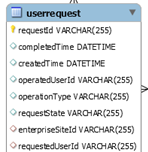 userrequest
requestId VARCHAR(255)
completedTime DATETIME
createdTime DATETIME
operatedUserId VARCHAR(255)
operationType VARCHAR(255)
requestState VARCHAR(255)
enterpriseSiteId VARCHAR(255)
requestedUserId VARCHAR(255)